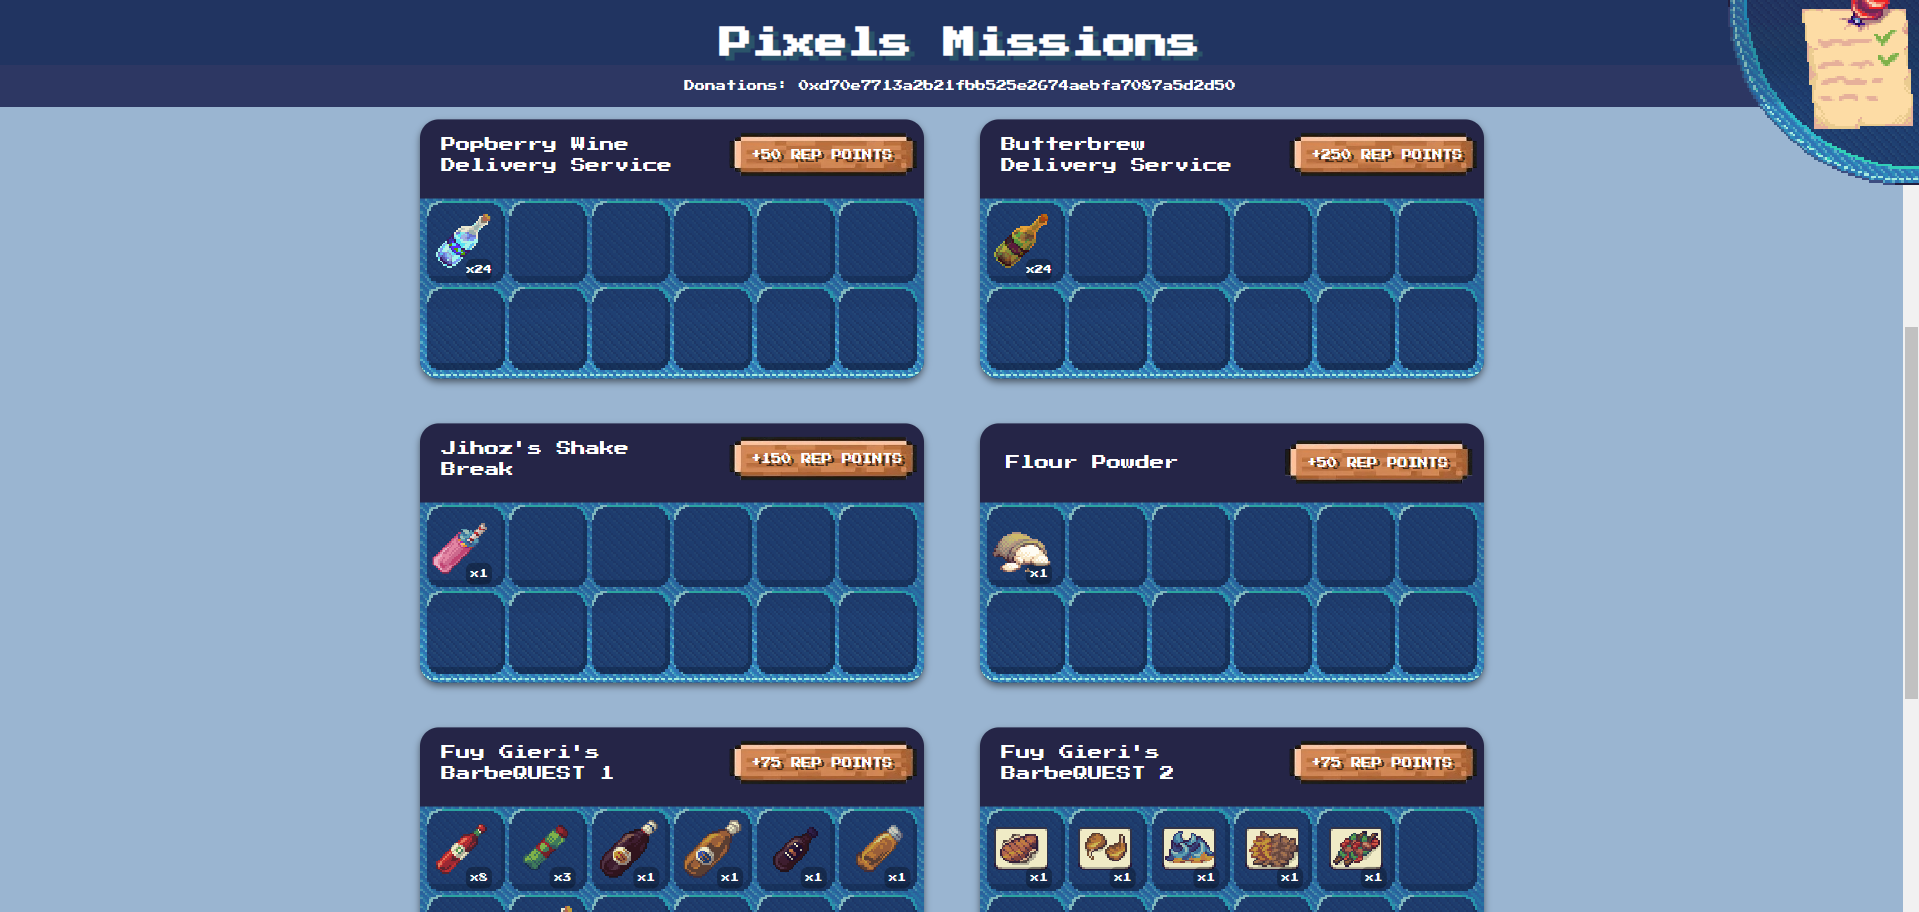 Pixels Missions
Donations: 0xd70e7713a2b21fbb525e2674aebfa7087a5d2d50
Popberry Wine
Delivery Service
+50 REP POINTS
x24
Butterbrew
Delivery Service
+250 REP POINTS
x24
Jihoz's Shake
Break
+150 REP POINTS
x1
Flour Powder
+50 REP POINTS
x1
Fuy Gieri's
BarbeQUEST 1
+75 REP POINTS
x8 x3 x1 x1 x1 x1
Fuy Gieri's
BarbeQUEST 2
+75 REP POINTS
x1 x1 x1 x1 x1